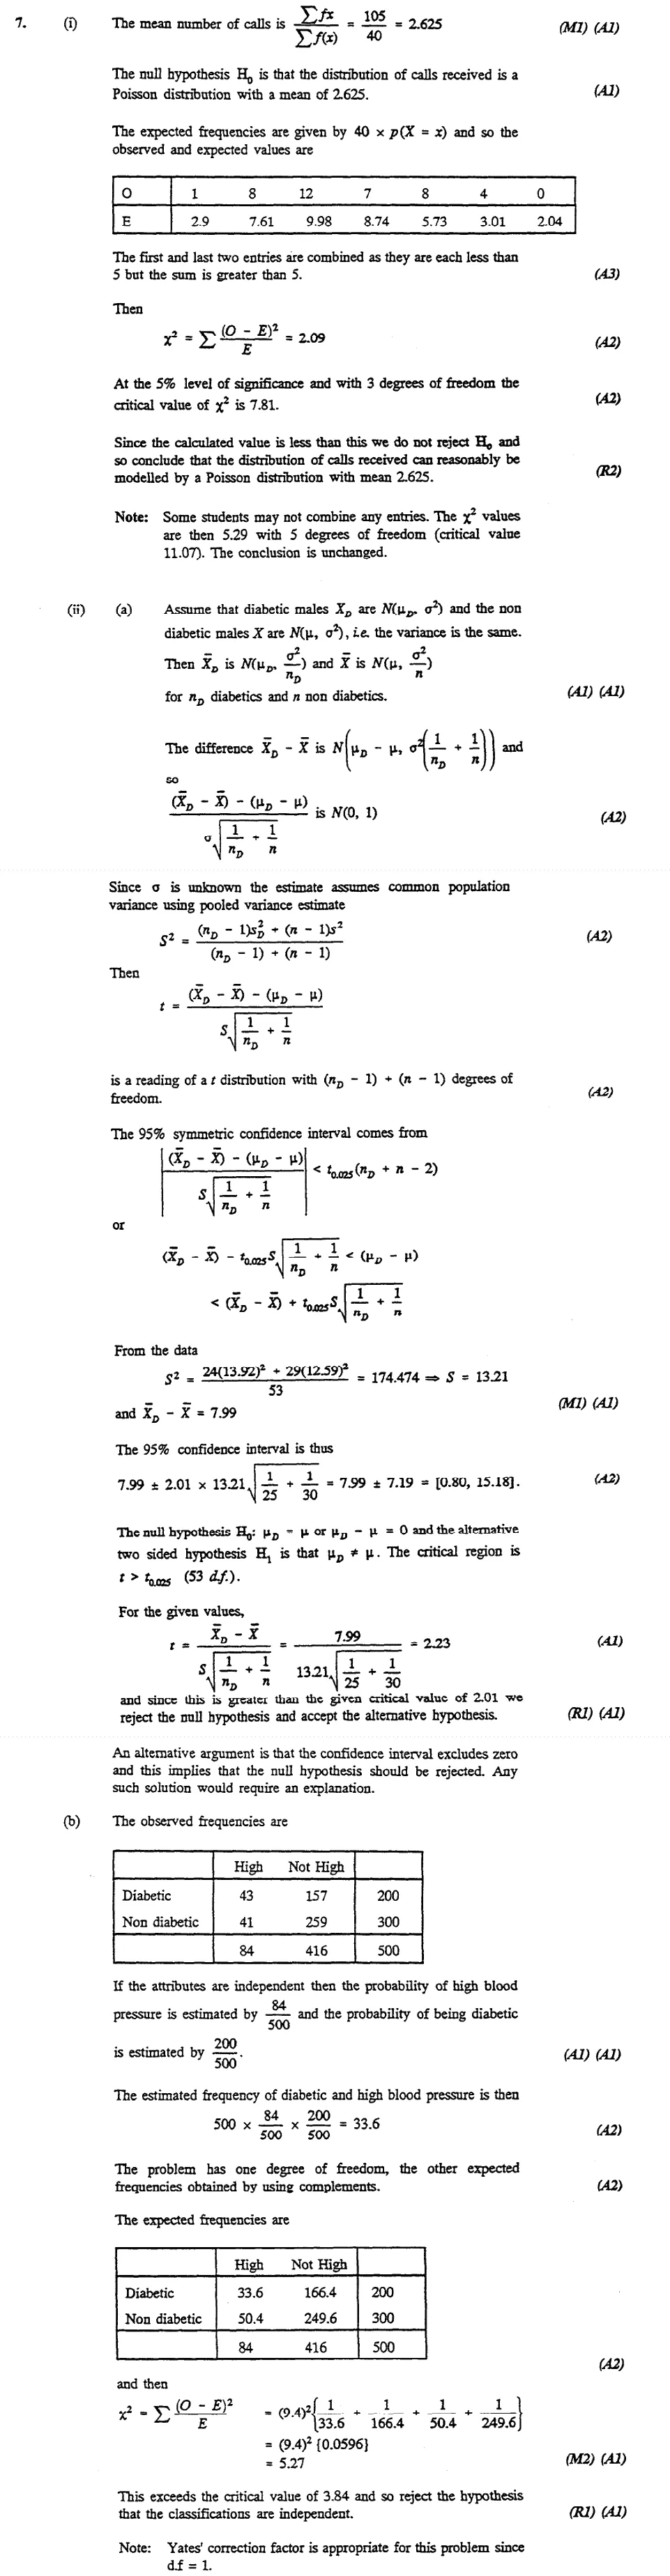 7. (i) The mean number of calls is ∑fx / ∑f(x) = 105/40 = 2.625 (M1) (A1)
The null hypothesis H₀ is that the distribution of calls received is a
Poisson distribution with a mean of 2.625. (A1)
The expected frequencies are given by 40 × p(X = x) and so the
observed and expected values are
O 1 8 12 7 8 4 0
E 2.9 7.61 9.98 8.74 5.73 3.01 2.04
The first and last two entries are combined as they are each less than
5 but the sum is greater than 5. (A3)
Then
χ² = ∑ (O - E)²/E = 2.09 (A2)
At the 5% level of significance and with 3 degrees of freedom the
critical value of χ² is 7.81. (A2)
Since the calculated value is less than this we do not reject H₀ and
so conclude that the distribution of calls received can reasonably be
modelled by a Poisson distribution with mean 2.625. (R2)
Note: Some students may not combine any entries. The χ² values
are then 5.29 with 5 degrees of freedom (critical value
11.07). The conclusion is unchanged.
(ii) (a) Assume that diabetic males X_D are N(μ_D, σ²) and the non
diabetic males X are N(μ, σ²), i.e. the variance is the same.
Then X̄_D is N(μ_D, σ²/n_D) and X̄ is N(μ, σ²/n)
for n_D diabetics and n non diabetics. (A1) (A1)
The difference X̄_D - X̄ is N(μ_D - μ, σ²(1/n_D + 1/n)) and
so
((X̄_D - X̄) - (μ_D - μ)) / (σ√(1/n_D + 1/n)) is N(0, 1) (A2)
Since σ is unknown the estimate assumes common population
variance using pooled variance estimate
S² = ((n_D - 1)s_D² + (n - 1)s²) / ((n_D - 1) + (n - 1)) (A2)
Then
t = ((X̄_D - X̄) - (μ_D - μ)) / (S√(1/n_D + 1/n))
is a reading of a t distribution with (n_D - 1) + (n - 1) degrees of
freedom. (A2)
The 95% symmetric confidence interval comes from
|((X̄_D - X̄) - (μ_D - μ)) / (S√(1/n_D + 1/n))| < t₀.₀₂₅(n_D + n - 2)
or
(X̄_D - X̄) - t₀.₀₂₅S√(1/n_D + 1/n) < (μ_D - μ)
< (X̄_D - X̄) + t₀.₀₂₅S√(1/n_D + 1/n)
From the data
S² = (24(13.92)² + 29(12.59)²)/53 = 174.474 ⇒ S = 13.21
and X̄_D - X̄ = 7.99 (M1) (A1)
The 95% confidence interval is thus
7.99 ± 2.01 × 13.21√(1/25 + 1/30) = 7.99 ± 7.19 = [0.80, 15.18]. (A2)
The null hypothesis H₀: μ_D = μ or μ_D - μ = 0 and the alternative
two sided hypothesis H₁ is that μ_D ≠ μ. The critical region is
t > t₀.₀₂₅ (53 d.f.).
For the given values,
t = (X̄_D - X̄) / (S√(1/n_D + 1/n)) = 7.99 / (13.21√(1/25 + 1/30)) = 2.23 (A1)
and since this is greater than the given critical value of 2.01 we
reject the null hypothesis and accept the alternative hypothesis. (R1) (A1)
An alternative argument is that the confidence interval excludes zero
and this implies that the null hypothesis should be rejected. Any
such solution would require an explanation.
(b) The observed frequencies are
High Not High
Diabetic 43 157 200
Non diabetic 41 259 300
84 416 500
If the attributes are independent then the probability of high blood
pressure is estimated by 84/500 and the probability of being diabetic
is estimated by 200/500. (A1) (A1)
The estimated frequency of diabetic and high blood pressure is then
500 × 84/500 × 200/500 = 33.6 (A2)
The problem has one degree of freedom, the other expected
frequencies obtained by using complements. (A2)
The expected frequencies are
High Not High
Diabetic 33.6 166.4 200
Non diabetic 50.4 249.6 300
84 416 500
(A2)
and then
χ² = ∑ (O - E)²/E = (9.4)²{1/33.6 + 1/166.4 + 1/50.4 + 1/249.6}
= (9.4)² {0.0596}
= 5.27 (M2) (A1)
This exceeds the critical value of 3.84 and so reject the hypothesis
that the classifications are independent. (R1) (A1)
Note: Yates' correction factor is appropriate for this problem since
d.f = 1.